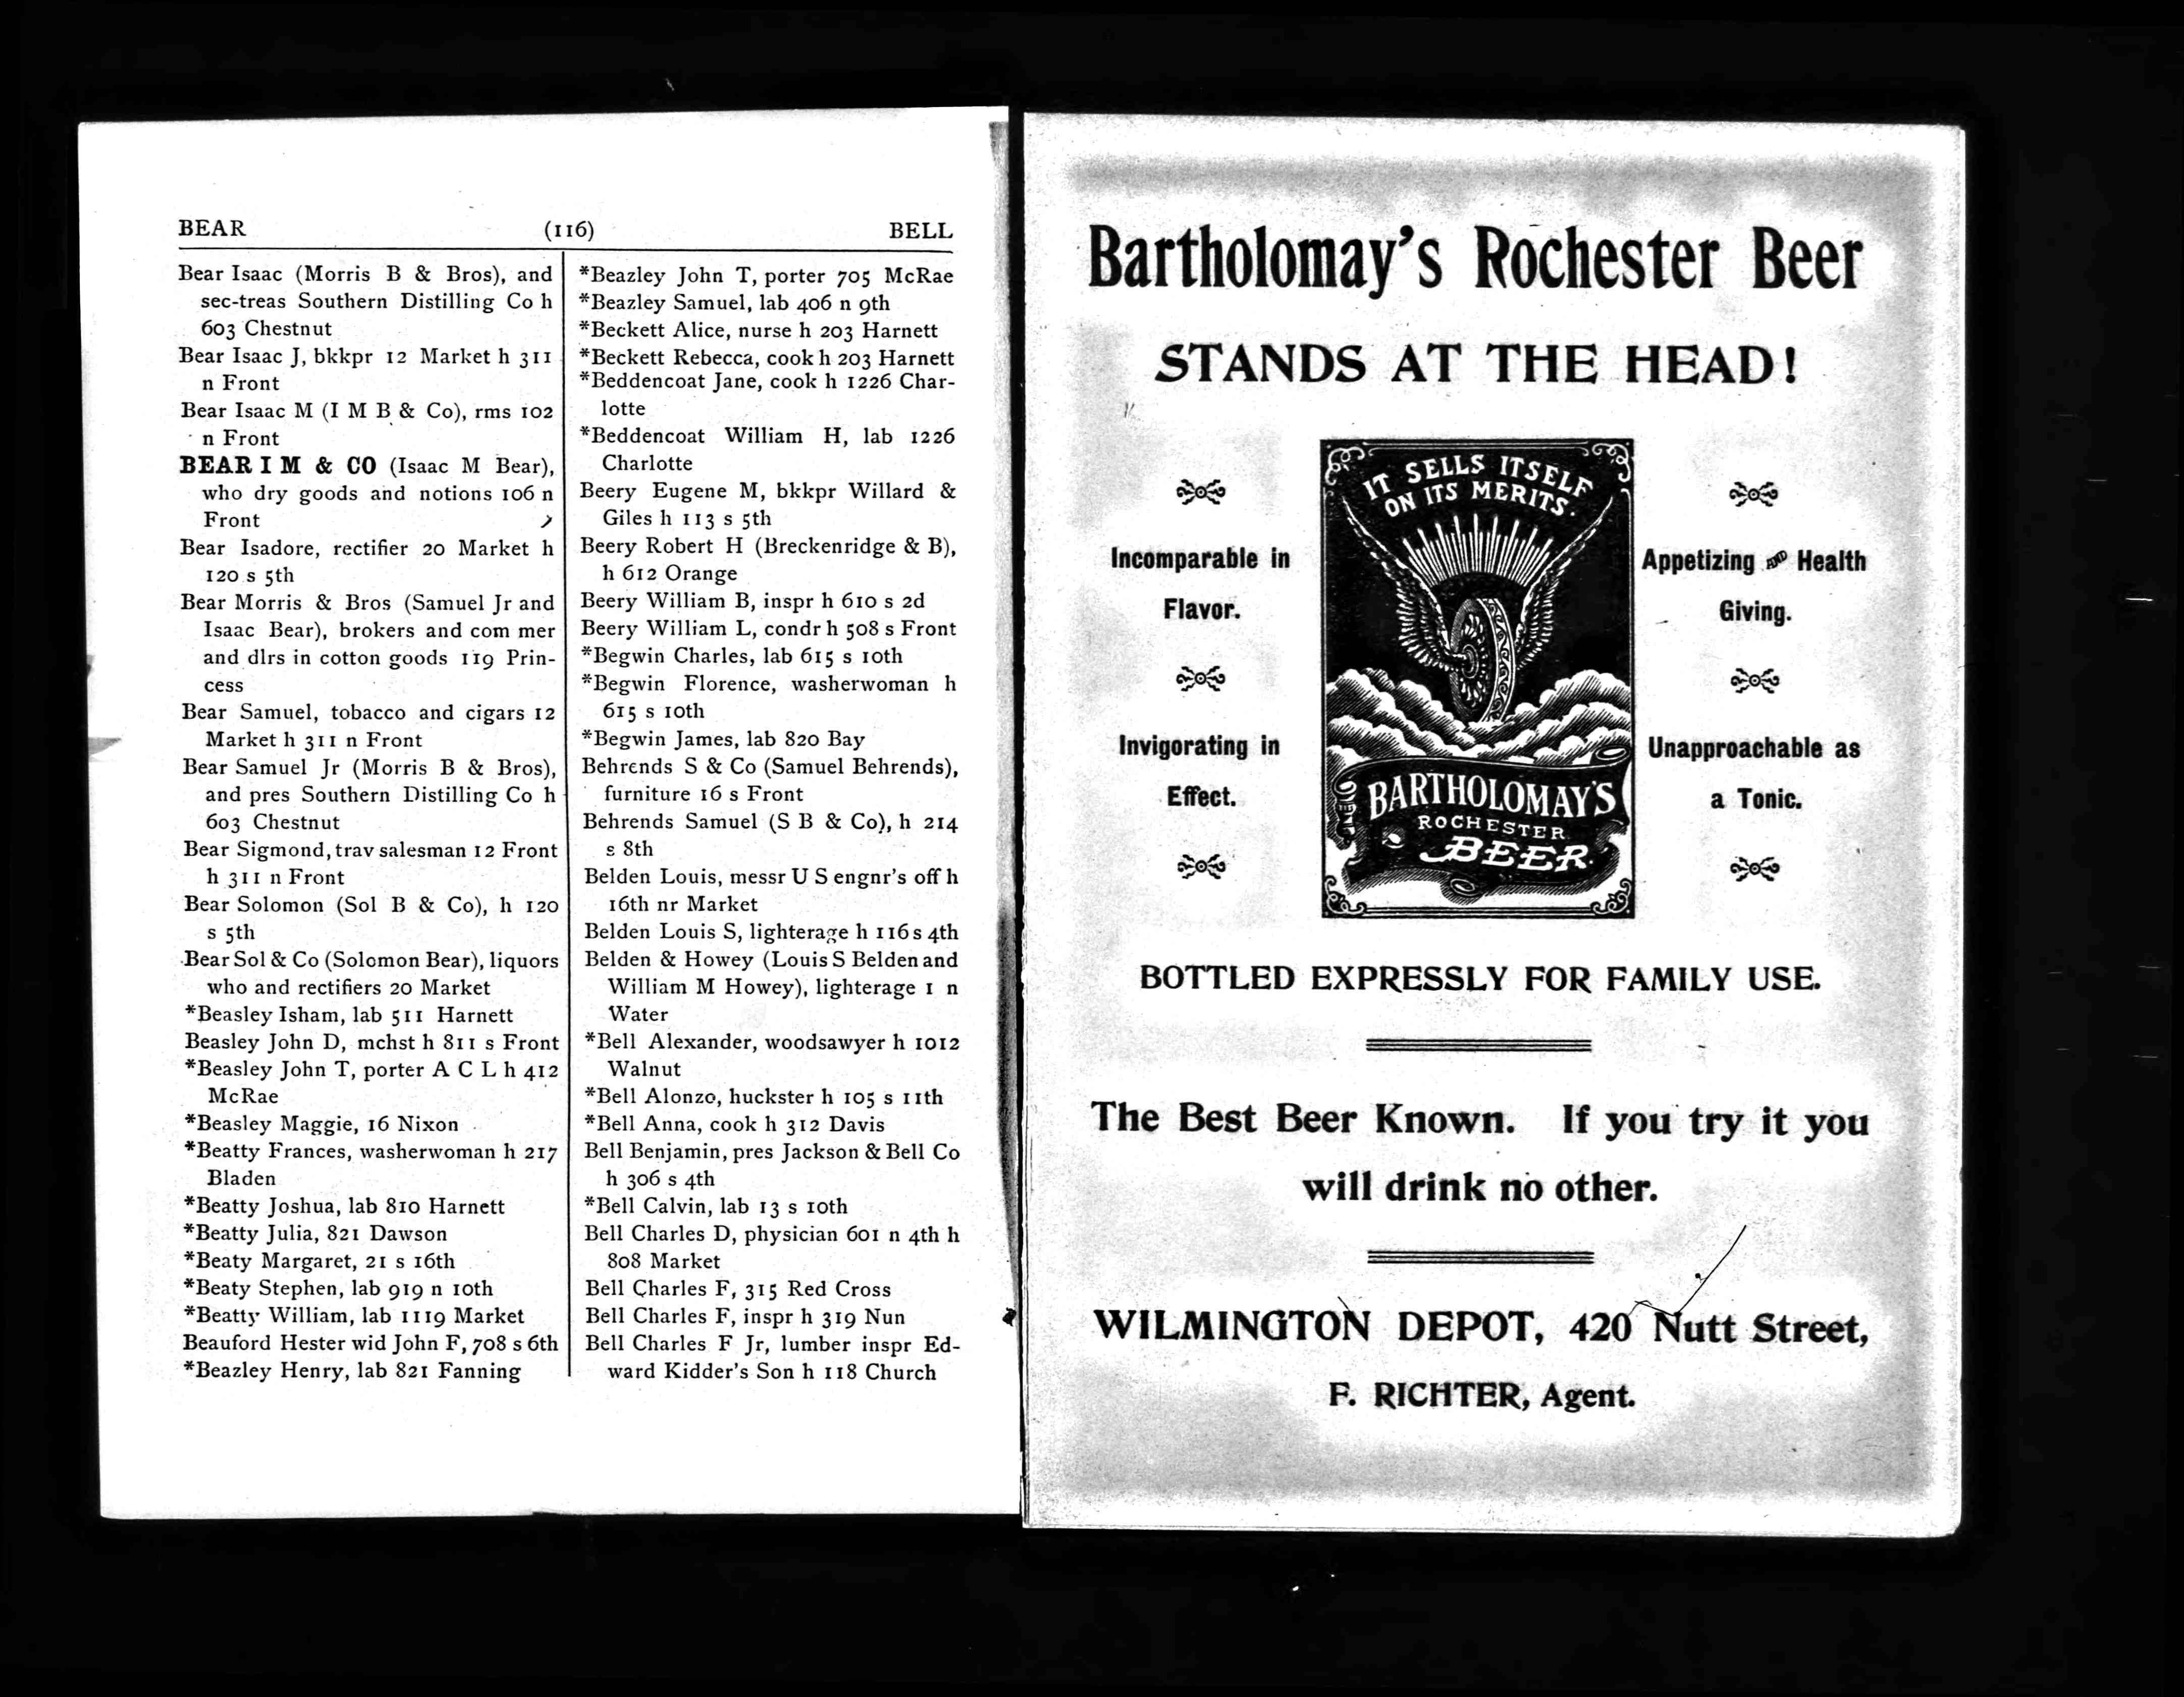 BEAR (116) BELL
Bear Isaac (Morris B & Bros), and
sec-treas Southern Distilling Co h
603 Chestnut
Bear Isaac J, bkkpr 12 Market h 311
n Front
Bear Isaac M (I M B & Co), rms 102
n Front
BEAR I M & CO (Isaac M Bear),
who dry goods and notions 106 n
Front
Bear Isadore, rectifier 20 Market h
120 s 5th
Bear Morris & Bros (Samuel Jr and
Isaac Bear), brokers and com mer
and dlrs in cotton goods 119 Prin-
cess
Bear Samuel, tobacco and cigars 12
Market h 311 n Front
Bear Samuel Jr (Morris B & Bros),
and pres Southern Distilling Co h
603 Chestnut
Bear Sigmond, trav salesman 12 Front
h 311 n Front
Bear Solomon (Sol B & Co), h 120
s 5th
Bear Sol & Co (Solomon Bear), liquors
who and rectifiers 20 Market
*Beasley Isham, lab 511 Harnett
Beasley John D, mchst h 811 s Front
*Beasley John T, porter A C L h 412
McRae
*Beasley Maggie, 16 Nixon
*Beatty Frances, washerwoman h 217
Bladen
*Beatty Joshua, lab 810 Harnett
*Beatty Julia, 821 Dawson
*Beaty Margaret, 21 s 16th
*Beaty Stephen, lab 919 n 10th
*Beatty William, lab 1119 Market
Beauford Hester wid John F, 708 s 6th
*Beazley Henry, lab 821 Fanning
*Beazley John T, porter 705 McRae
*Beazley Samuel, lab 406 n 9th
*Beckett Alice, nurse h 203 Harnett
*Beckett Rebecca, cook h 203 Harnett
*Beddencoat Jane, cook h 1226 Char-
lotte
*Beddencoat William H, lab 1226
Charlotte
Beery Eugene M, bkkpr Willard &
Giles h 113 s 5th
Beery Robert H (Breckenridge & B),
h 612 Orange
Beery William B, inspr h 610 s 2d
Beery William L, condr h 508 s Front
*Begwin Charles, lab 615 s 10th
*Begwin Florence, washerwoman h
615 s 10th
*Begwin James, lab 820 Bay
Behrends S & Co (Samuel Behrends),
furniture 16 s Front
Behrends Samuel (S B & Co), h 214
s 8th
Belden Louis, messr U S engnr's off h
16th nr Market
Belden Louis S, lighterage h 116 s 4th
Belden & Howey (Louis S Belden and
William M Howey), lighterage 1 n
Water
*Bell Alexander, woodsawyer h 1012
Walnut
*Bell Alonzo, huckster h 105 s 11th
*Bell Anna, cook h 312 Davis
Bell Benjamin, pres Jackson & Bell Co
h 306 s 4th
*Bell Calvin, lab 13 s 10th
Bell Charles D, physician 601 n 4th h
808 Market
Bell Charles F, 315 Red Cross
Bell Charles F, inspr h 319 Nun
Bell Charles F Jr, lumber inspr Ed-
ward Kidder's Son h 118 Church
Bartholomay's Rochester Beer
STANDS AT THE HEAD!
Incomparable in
Flavor.
Invigorating in
Effect.
IT SELLS ITSELF
ON ITS MERITS.
BARTHOLOMAY'S
ROCHESTER
BEER.
Appetizing AND Health
Giving.
Unapproachable as
a Tonic.
BOTTLED EXPRESSLY FOR FAMILY USE.
The Best Beer Known. If you try it you
will drink no other.
WILMINGTON DEPOT, 420 Nutt Street,
F. RICHTER, Agent.